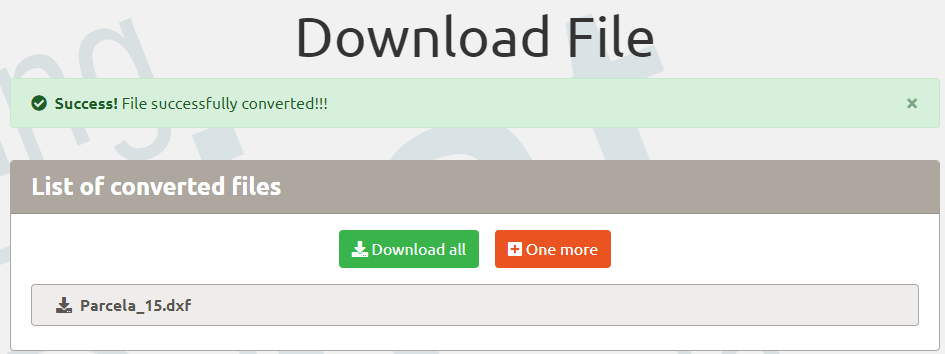 Download File
Success! File successfully converted!!!
×
List of converted files
Download all
One more
Parcela_15.dxf